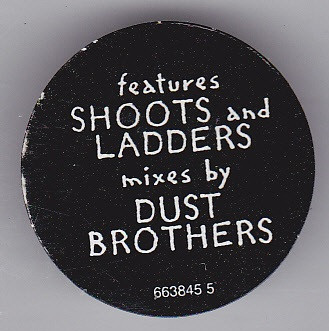 features
SHOOTS and
LADDERS
mixes by
DUST
BROTHERS
663845 5